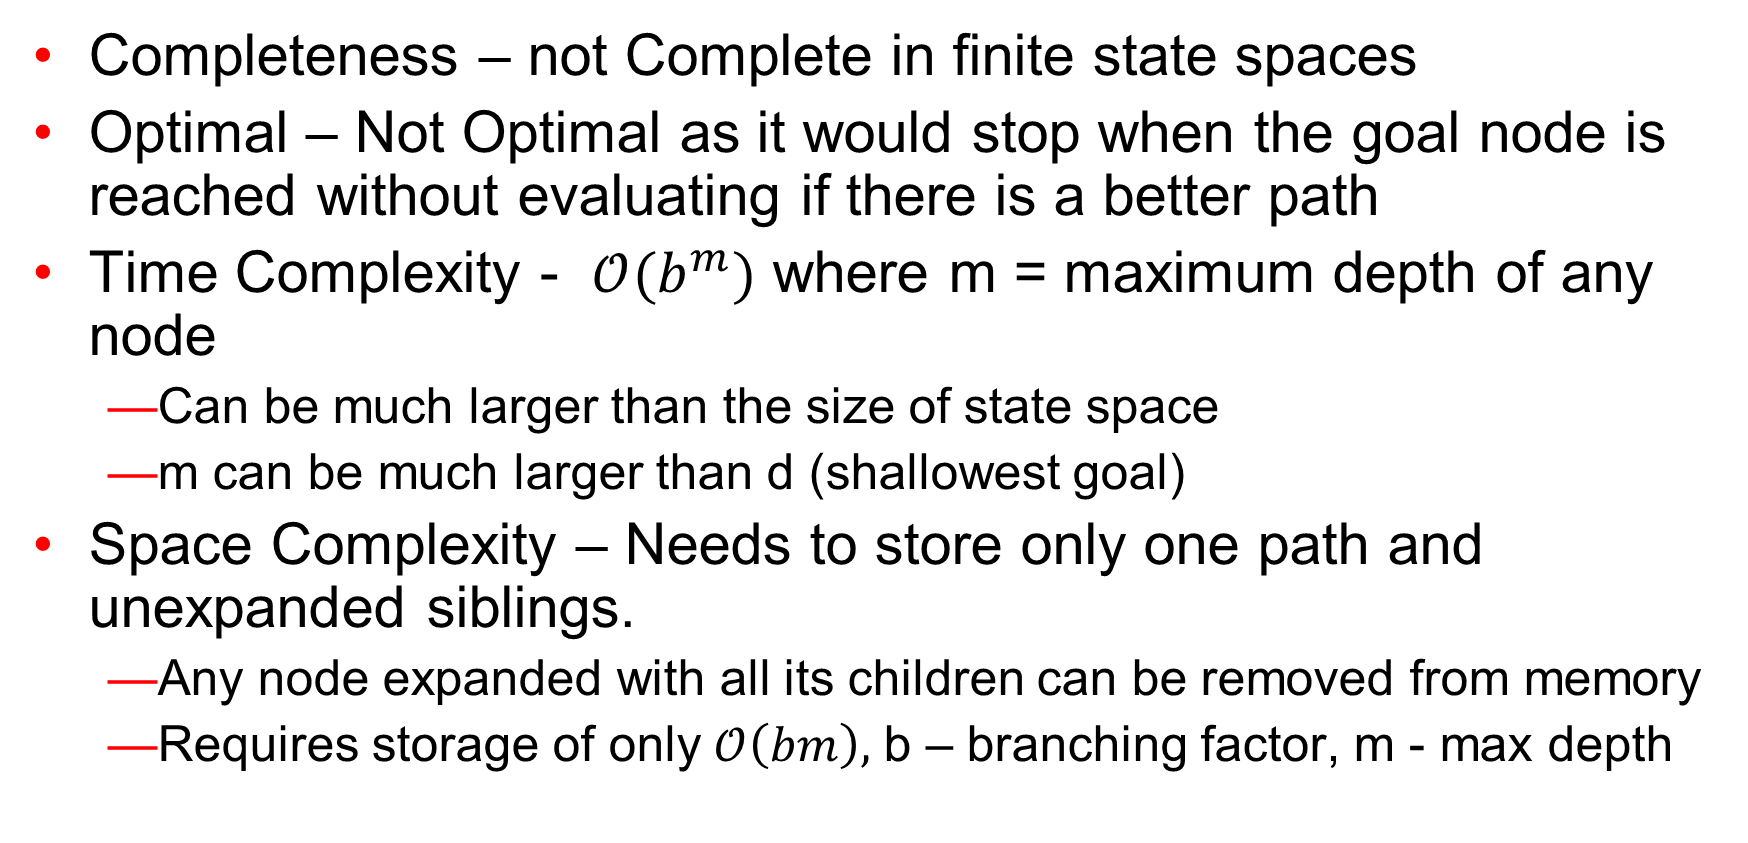 • Completeness – not Complete in finite state spaces
• Optimal – Not Optimal as it would stop when the goal node is
reached without evaluating if there is a better path
• Time Complexity - 𝒪(𝑏ᵐ) where m = maximum depth of any
node
—Can be much larger than the size of state space
—m can be much larger than d (shallowest goal)
• Space Complexity – Needs to store only one path and
unexpanded siblings.
—Any node expanded with all its children can be removed from memory
—Requires storage of only 𝒪(𝑏𝑚), b – branching factor, m - max depth